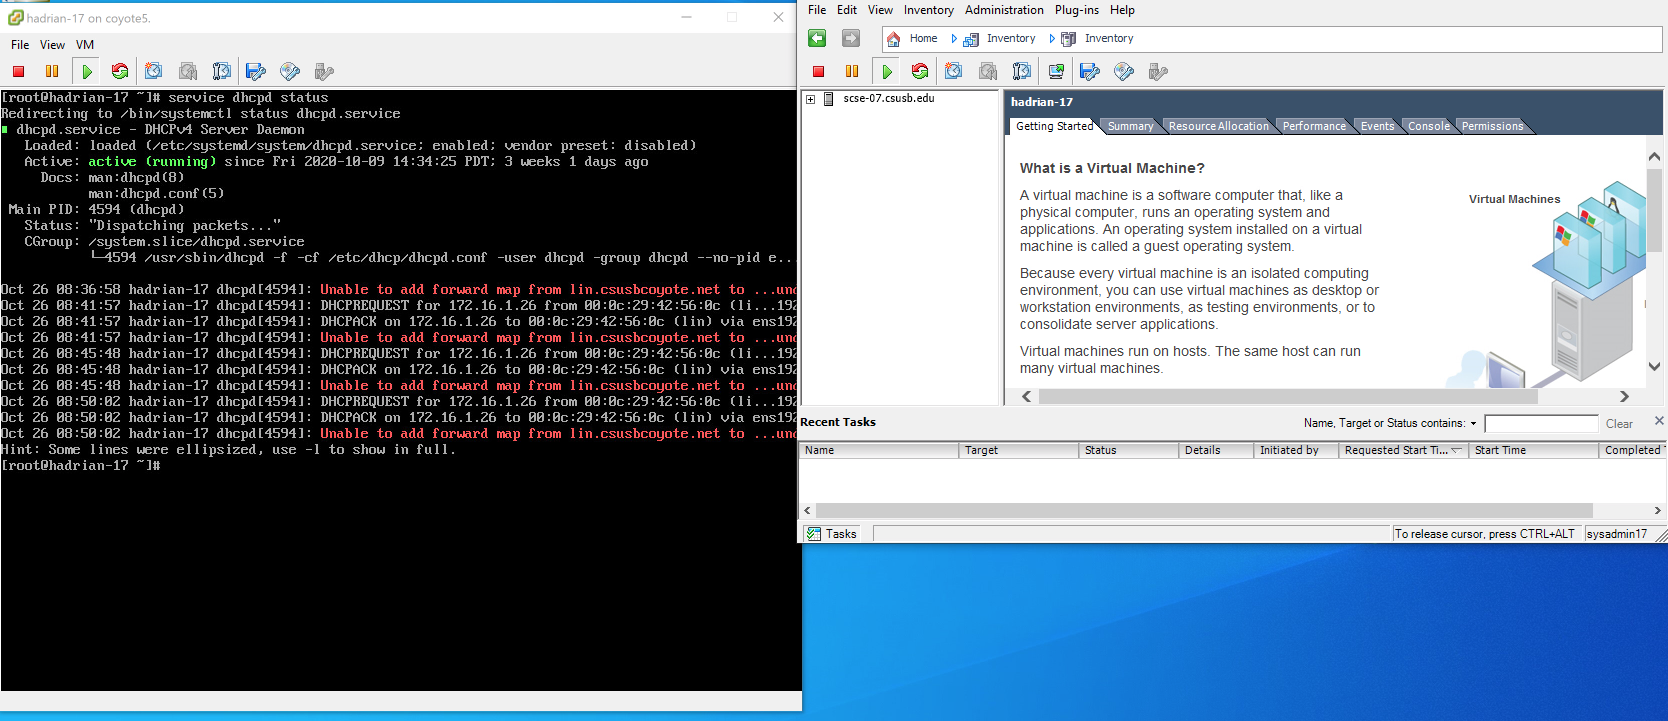 hadrian-17 on coyote5.
File View VM
[root@hadrian-17 ~]# service dhcpd status
Redirecting to /bin/systemctl status dhcpd.service
dhcpd.service - DHCPv4 Server Daemon
Loaded: loaded (/etc/systemd/system/dhcpd.service; enabled; vendor preset: disabled)
Active: active (running) since Fri 2020-10-09 14:34:25 PDT; 3 weeks 1 days ago
Docs: man:dhcpd(8)
man:dhcpd.conf(5)
Main PID: 4594 (dhcpd)
Status: "Dispatching packets..."
CGroup: /system.slice/dhcpd.service
└─4594 /usr/sbin/dhcpd -f -cf /etc/dhcp/dhcpd.conf -user dhcpd -group dhcpd --no-pid e...
Oct 26 08:36:58 hadrian-17 dhcpd[4594]: Unable to add forward map from lin.csusbcoyote.net to ...und
Oct 26 08:41:57 hadrian-17 dhcpd[4594]: DHCPREQUEST for 172.16.1.26 from 00:0c:29:42:56:0c (li...192
Oct 26 08:41:57 hadrian-17 dhcpd[4594]: DHCPACK on 172.16.1.26 to 00:0c:29:42:56:0c (lin) via ens192
Oct 26 08:41:57 hadrian-17 dhcpd[4594]: Unable to add forward map from lin.csusbcoyote.net to ...und
Oct 26 08:45:48 hadrian-17 dhcpd[4594]: DHCPREQUEST for 172.16.1.26 from 00:0c:29:42:56:0c (li...192
Oct 26 08:45:48 hadrian-17 dhcpd[4594]: DHCPACK on 172.16.1.26 to 00:0c:29:42:56:0c (lin) via ens192
Oct 26 08:45:48 hadrian-17 dhcpd[4594]: Unable to add forward map from lin.csusbcoyote.net to ...und
Oct 26 08:50:02 hadrian-17 dhcpd[4594]: DHCPREQUEST for 172.16.1.26 from 00:0c:29:42:56:0c (li...192
Oct 26 08:50:02 hadrian-17 dhcpd[4594]: DHCPACK on 172.16.1.26 to 00:0c:29:42:56:0c (lin) via ens192
Oct 26 08:50:02 hadrian-17 dhcpd[4594]: Unable to add forward map from lin.csusbcoyote.net to ...und
Hint: Some lines were ellipsized, use -l to show in full.
[root@hadrian-17 ~]#
File Edit View Inventory Administration Plug-ins Help
Home Inventory Inventory
scse-07.csusb.edu
hadrian-17
Getting Started Summary Resource Allocation Performance Events Console Permissions
What is a Virtual Machine?
A virtual machine is a software computer that, like a
physical computer, runs an operating system and
applications. An operating system installed on a virtual
machine is called a guest operating system.
Because every virtual machine is an isolated computing
environment, you can use virtual machines as desktop or
workstation environments, as testing environments, or to
consolidate server applications.
Virtual machines run on hosts. The same host can run
many virtual machines.
Virtual Machines
Recent Tasks
Name, Target or Status contains: Clear
Name Target Status Details Initiated by Requested Start Ti... Start Time Completed T
Tasks
To release cursor, press CTRL+ALT
sysadmin17